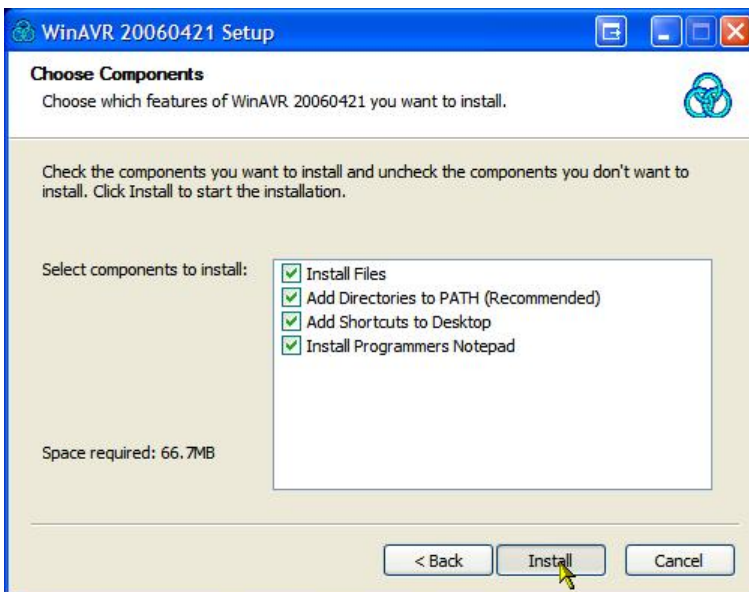 WinAVR 20060421 Setup
Choose Components
Choose which features of WinAVR 20060421 you want to install.
Check the components you want to install and uncheck the components you don't want to
install. Click Install to start the installation.
Select components to install:
Install Files
Add Directories to PATH (Recommended)
Add Shortcuts to Desktop
Install Programmers Notepad
Space required: 66.7MB
< Back
Install
Cancel